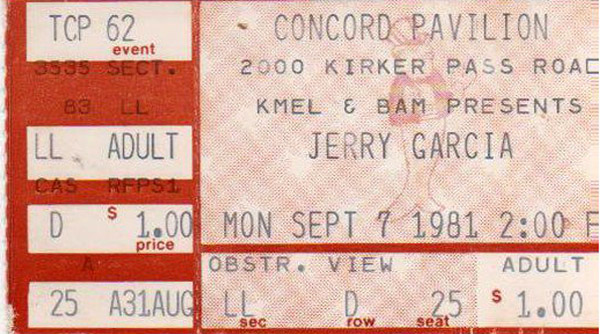 TCP 62
event
3535 SECT.
83 LL
LL ADULT
CAS RFPS1
D $ 1.00
price
A
25 A31AUG
CONCORD PAVILION
2000 KIRKER PASS ROAD
KMEL & BAM PRESENTS
JERRY GARCIA
MON SEPT 7 1981 2:00 P
OBSTR. VIEW ADULT
LL D 25 $ 1.00
sec row seat